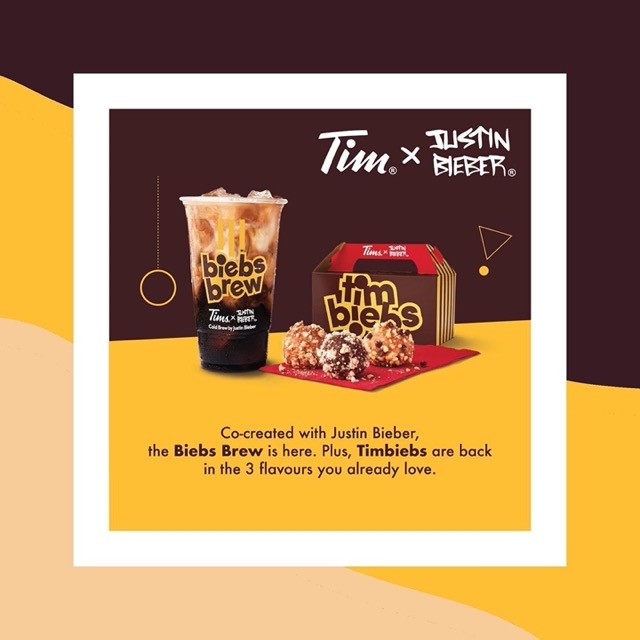 Tim® × JUSTIN
BIEBER®
biebs
brew
Tims. × JUSTIN
BIEBER.
Cold Brew by Justin Bieber
Tims. × JUSTIN
BIEBER.
tim
biebs
Co-created with Justin Bieber,
the Biebs Brew is here. Plus, Timbiebs are back
in the 3 flavours you already love.